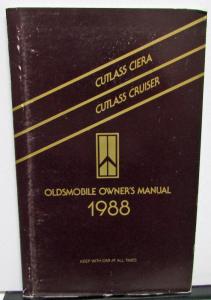 CUTLASS CIERA
CUTLASS CRUISER
OLDSMOBILE OWNER'S MANUAL
1988
KEEP WITH CAR AT ALL TIMES